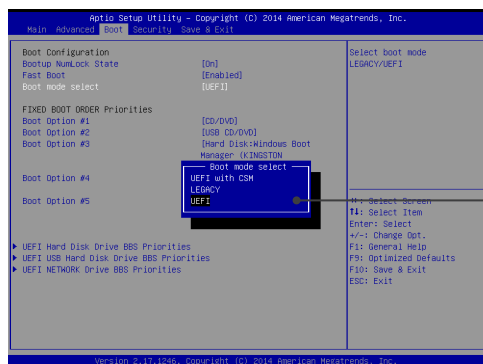 Aptio Setup Utility – Copyright (C) 2014 American Megatrends, Inc.
Main Advanced Boot Security Save & Exit
Boot Configuration
Bootup NumLock State [On]
Fast Boot [Enabled]
Boot mode select [UEFI]
FIXED BOOT ORDER Priorities
Boot Option #1 [CD/DVD]
Boot Option #2 [USB CD/DVD]
Boot Option #3 [Hard Disk:Windows Boot
Manager (KINGSTON
Boot mode select
UEFI with CSM
LEGACY
UEFI
Boot Option #4
Boot Option #5
UEFI Hard Disk Drive BBS Priorities
UEFI USB Hard Disk Drive BBS Priorities
UEFI NETWORK Drive BBS Priorities
Select boot mode
LEGACY/UEFI
↔: Select Screen
↑↓: Select Item
Enter: Select
+/-: Change Opt.
F1: General Help
F9: Optimized Defaults
F10: Save & Exit
ESC: Exit
Version 2.17.1246. Copyright (C) 2014 American Megatrends, Inc.